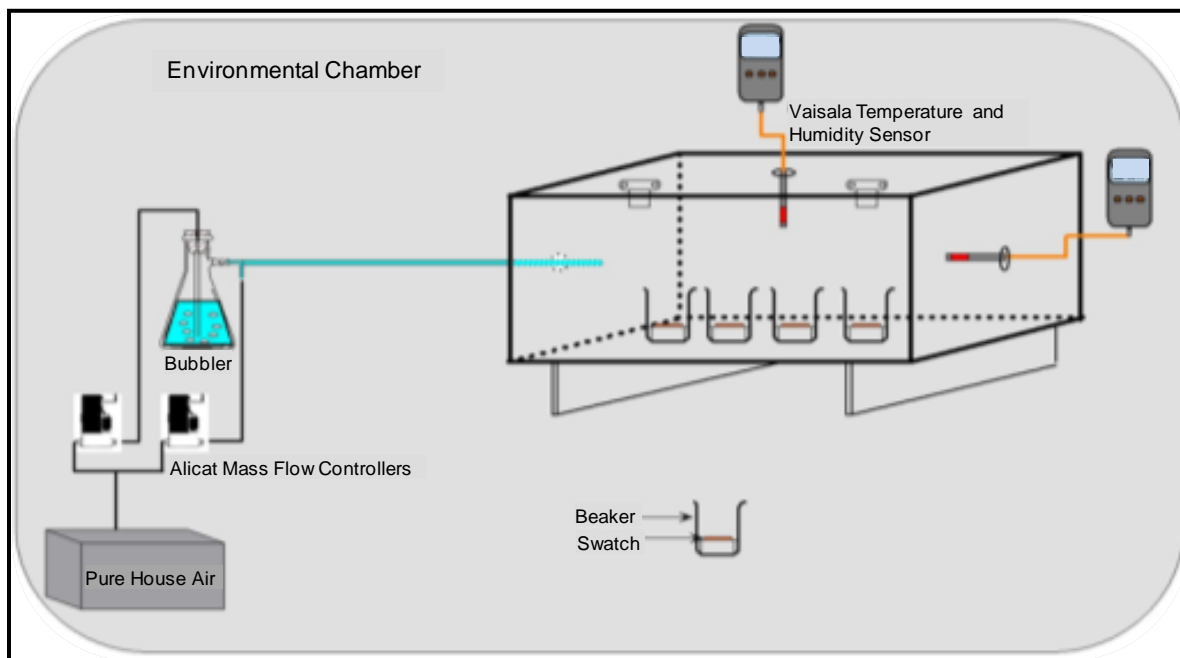 Environmental Chamber
Vaisala Temperature and
Humidity Sensor
Bubbler
Alicat Mass Flow Controllers
Beaker
Swatch
Pure House Air